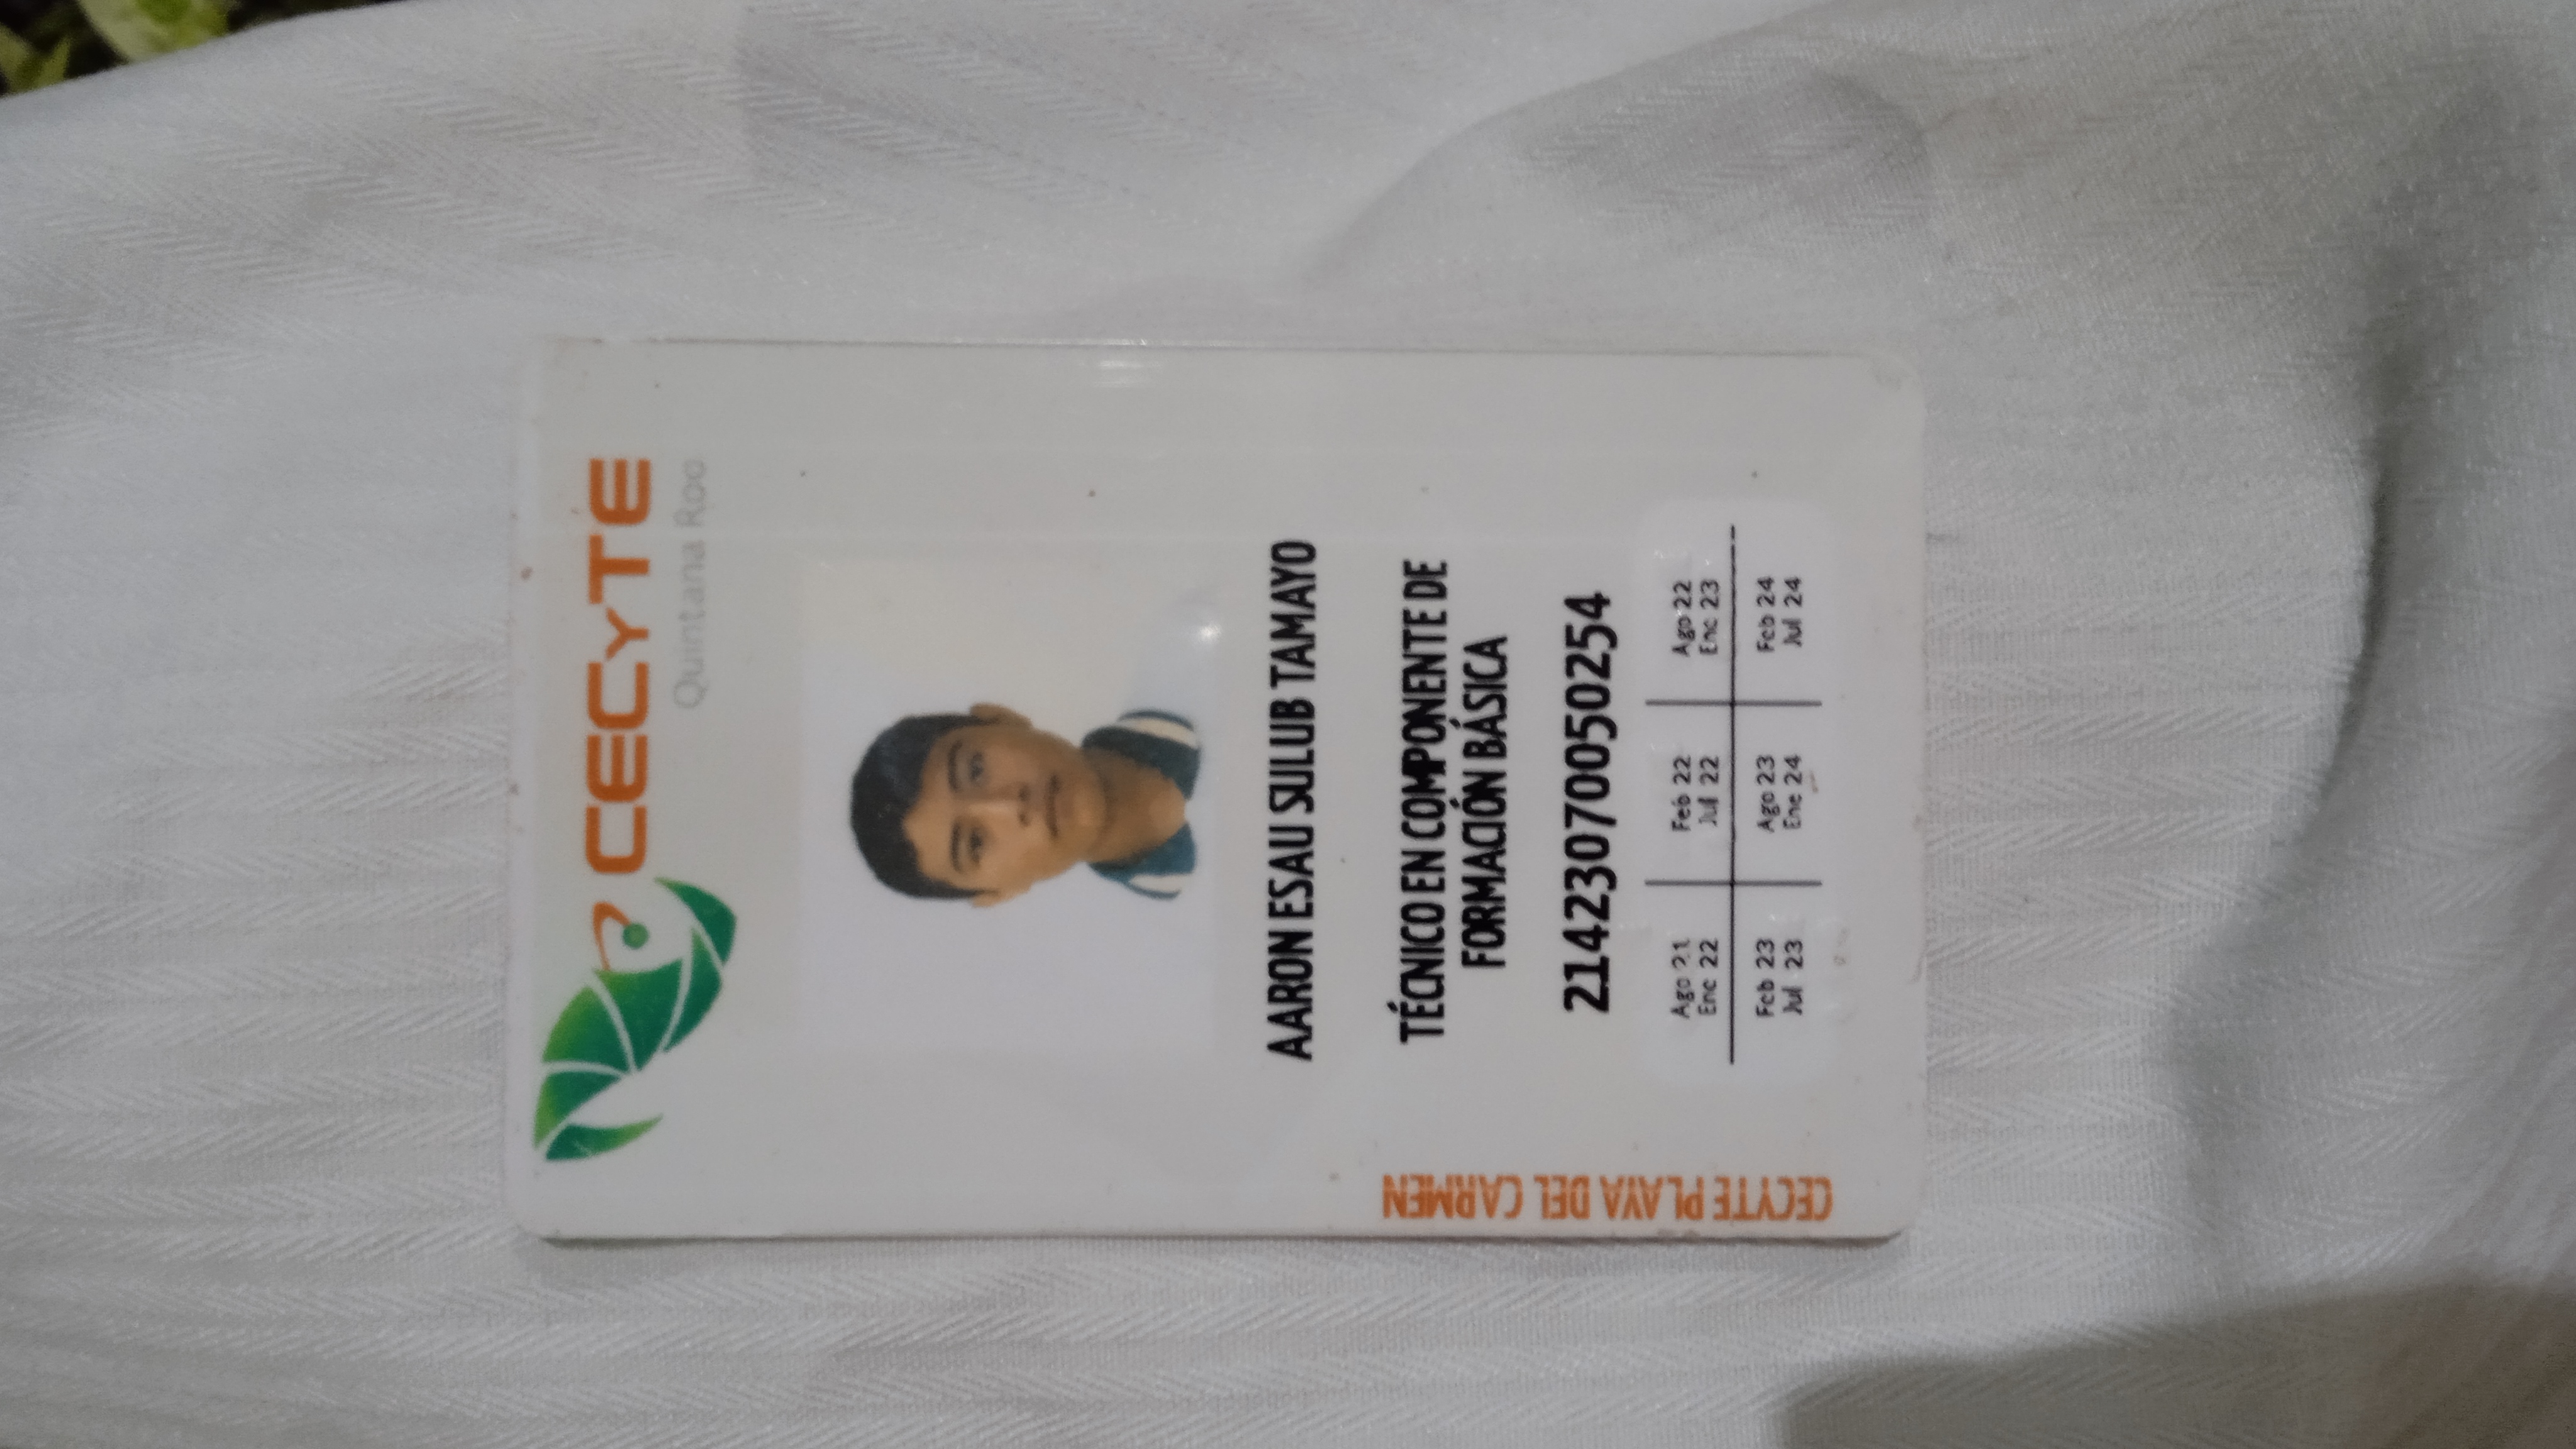 CECyTE
Quintana Roo
AARON ESAU SULUB TAMAYO
TÉCNICO EN COMPONENTE DE
FORMACIÓN BÁSICA
21423070050254
Ago 21 Feb 22 Ago 22
Ene 22 Jul 22 Ene 23
Feb 23 Ago 23 Feb 24
Jul 23 Ene 24 Jul 24
CECYTE PLAYA DEL CARMEN